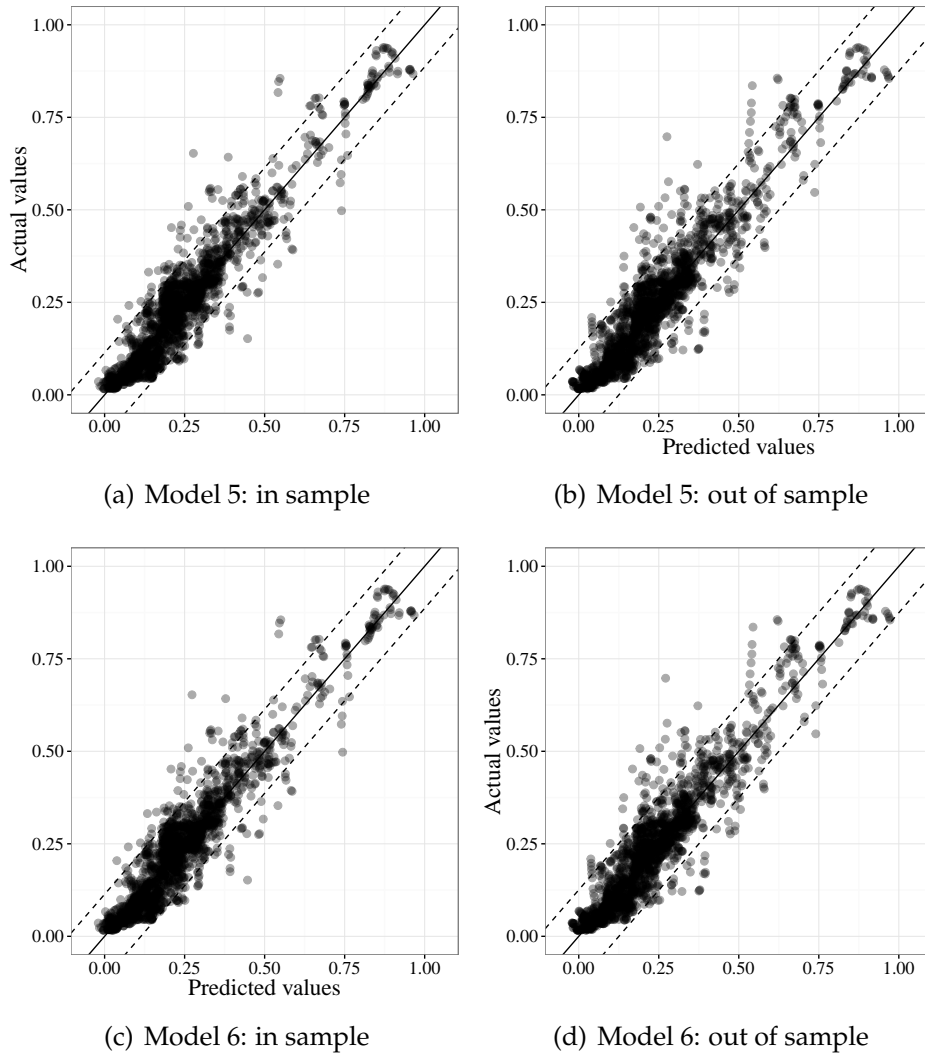 1.00
0.75
0.50
0.25
0.00
Actual values
0.00 0.25 0.50 0.75 1.00
(a) Model 5: in sample
1.00
0.75
0.50
0.25
0.00
0.00 0.25 0.50 0.75 1.00
Predicted values
(b) Model 5: out of sample
1.00
0.75
0.50
0.25
0.00
0.00 0.25 0.50 0.75 1.00
Predicted values
(c) Model 6: in sample
1.00
0.75
0.50
0.25
0.00
Actual values
0.00 0.25 0.50 0.75 1.00
(d) Model 6: out of sample